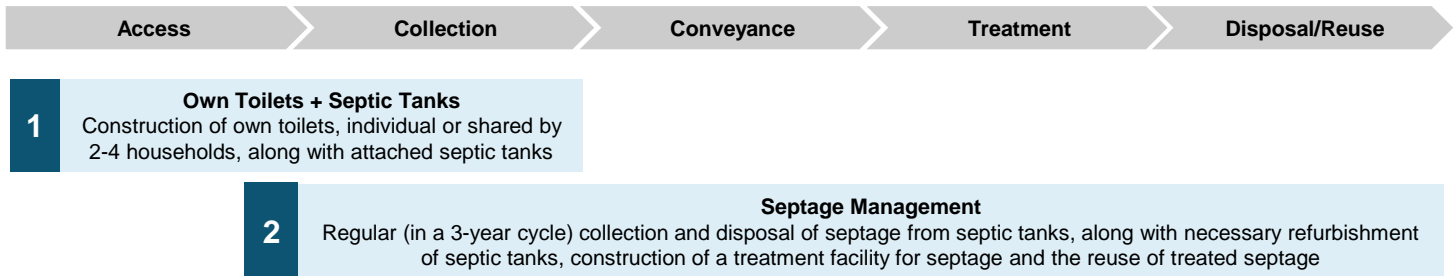 Access Collection Conveyance Treatment Disposal/Reuse
1
Own Toilets + Septic Tanks
Construction of own toilets, individual or shared by
2-4 households, along with attached septic tanks
2
Septage Management
Regular (in a 3-year cycle) collection and disposal of septage from septic tanks, along with necessary refurbishment
of septic tanks, construction of a treatment facility for septage and the reuse of treated septage